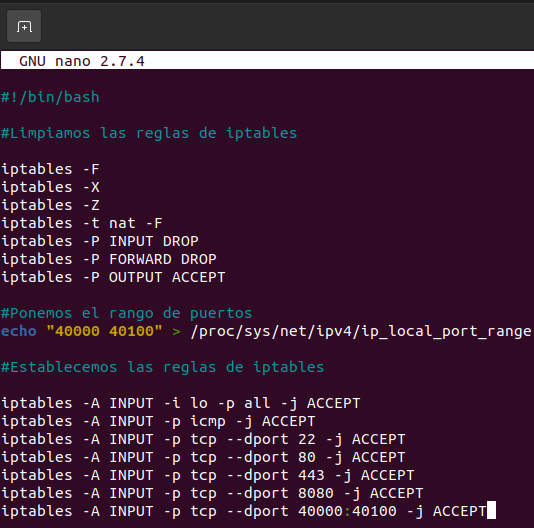 GNU nano 2.7.4
#!/bin/bash
#Limpiamos las reglas de iptables
iptables -F
iptables -X
iptables -Z
iptables -t nat -F
iptables -P INPUT DROP
iptables -P FORWARD DROP
iptables -P OUTPUT ACCEPT
#Ponemos el rango de puertos
echo "40000 40100" > /proc/sys/net/ipv4/ip_local_port_range
#Establecemos las reglas de iptables
iptables -A INPUT -i lo -p all -j ACCEPT
iptables -A INPUT -p icmp -j ACCEPT
iptables -A INPUT -p tcp --dport 22 -j ACCEPT
iptables -A INPUT -p tcp --dport 80 -j ACCEPT
iptables -A INPUT -p tcp --dport 443 -j ACCEPT
iptables -A INPUT -p tcp --dport 8080 -j ACCEPT
iptables -A INPUT -p tcp --dport 40000:40100 -j ACCEPT